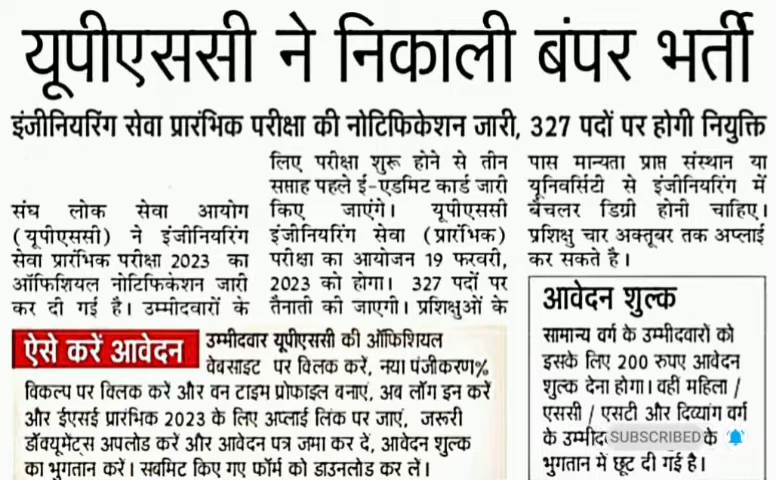 यूपीएससी ने निकाली बंपर भर्ती
इंजीनियरिंग सेवा प्रारंभिक परीक्षा की नोटिफिकेशन जारी, 327 पदों पर होगी नियुक्ति
संघ लोक सेवा आयोग
(यूपीएससी) ने इंजीनियरिंग
सेवा प्रारंभिक परीक्षा 2023 का
ऑफिशियल नोटिफिकेशन जारी
कर दी गई है। उम्मीदवारों के
लिए परीक्षा शुरू होने से तीन
सप्ताह पहले ई-एडमिट कार्ड जारी
किए जाएंगे। यूपीएससी
इंजीनियरिंग सेवा (प्रारंभिक)
परीक्षा का आयोजन 19 फरवरी,
2023 को होगा। 327 पदों पर
तैनाती की जाएगी। प्रशिक्षुओं के
पास मान्यता प्राप्त संस्थान या
यूनिवर्सिटी से इंजीनियरिंग में
बैचलर डिग्री होनी चाहिए।
प्रशिक्षु चार अक्तूबर तक अप्लाई
कर सकते है।
ऐसे करें आवेदन
उम्मीदवार यूपीएससी की ऑफिशियल
वेबसाइट पर क्लिक करें, नया पंजीकरण%
विकल्प पर क्लिक करें और वन टाइम प्रोफाइल बनाएं, अब लॉग इन करें
और ईएसई प्रारंभिक 2023 के लिए अप्लाई लिंक पर जाएं, जरूरी
डॉक्यूमेंट्स अपलोड करें और आवेदन पत्र जमा कर दें, आवेदन शुल्क
का भुगतान करें। सबमिट किए गए फॉर्म को डाउनलोड कर लें।
आवेदन शुल्क
सामान्य वर्ग के उम्मीदवारों को
इसके लिए 200 रुपए आवेदन
शुल्क देना होगा। वहीं महिला /
एससी / एसटी और दिव्यांग वर्ग
के SUBSCRIBED के
भुगतान में छूट दी गई है।